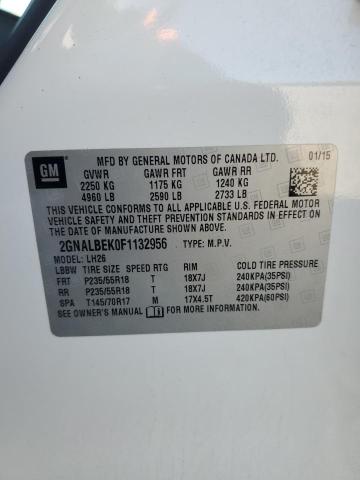 GM
MFD BY GENERAL MOTORS OF CANADA LTD. 01/15
GVWR GAWR FRT GAWR RR
2250 KG 1175 KG 1240 KG
4960 LB 2590 LB 2733 LB
THIS VEHICLE CONFORMS TO ALL APPLICABLE U.S. FEDERAL MOTOR
VEHICLE SAFETY AND THEFT PREVENTION STANDARDS IN EFFECT
ON THE DATE OF MANUFACTURE SHOWN ABOVE.
2GNALBEK0F1132956 TYPE: M.P.V.
MODEL: LH26
LBBW TIRE SIZE SPEED RTG RIM COLD TIRE PRESSURE
FRT P235/55R18 T 18X7J 240KPA(35PSI)
RR P235/55R18 T 18X7J 240KPA(35PSI)
SPA T145/70R17 M 17X4.5T 420KPA(60PSI)
SEE OWNER'S MANUAL FOR MORE INFORMATION.